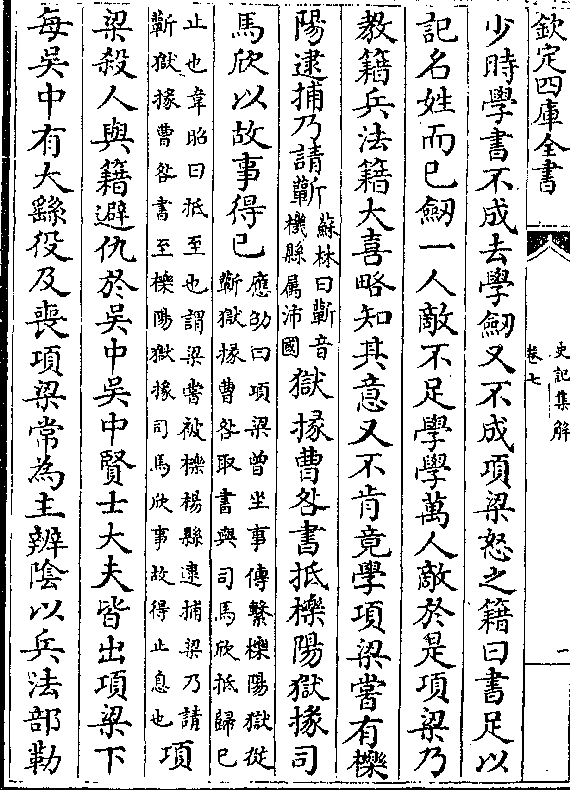 欽定四庫全書
史記集解
卷七
一
少時學書不成去學劒又不成項梁怒之籍曰書足以
記名姓而已劒一人敵不足學學萬人敵於是項梁乃
教籍兵法籍大喜略知其意又不肯竟學項梁嘗有櫟
陽逮捕乃請蘄蘇林曰蘄音機縣屬沛國獄掾曹咎書抵櫟陽獄掾司
馬欣以故事得已應劭曰項梁曾坐事傳繫櫟陽獄從蘄獄掾曹咎取書與司馬欣抵歸已
止也韋昭曰抵至也謂梁嘗被櫟楊縣逮捕梁乃請蘄獄掾曹咎書至櫟陽獄掾司馬欣事故得止息也項
梁殺人與籍避仇於吳中吳中賢士大夫皆出項梁下
每吳中有大繇役及喪項梁常為主辦陰以兵法部勒